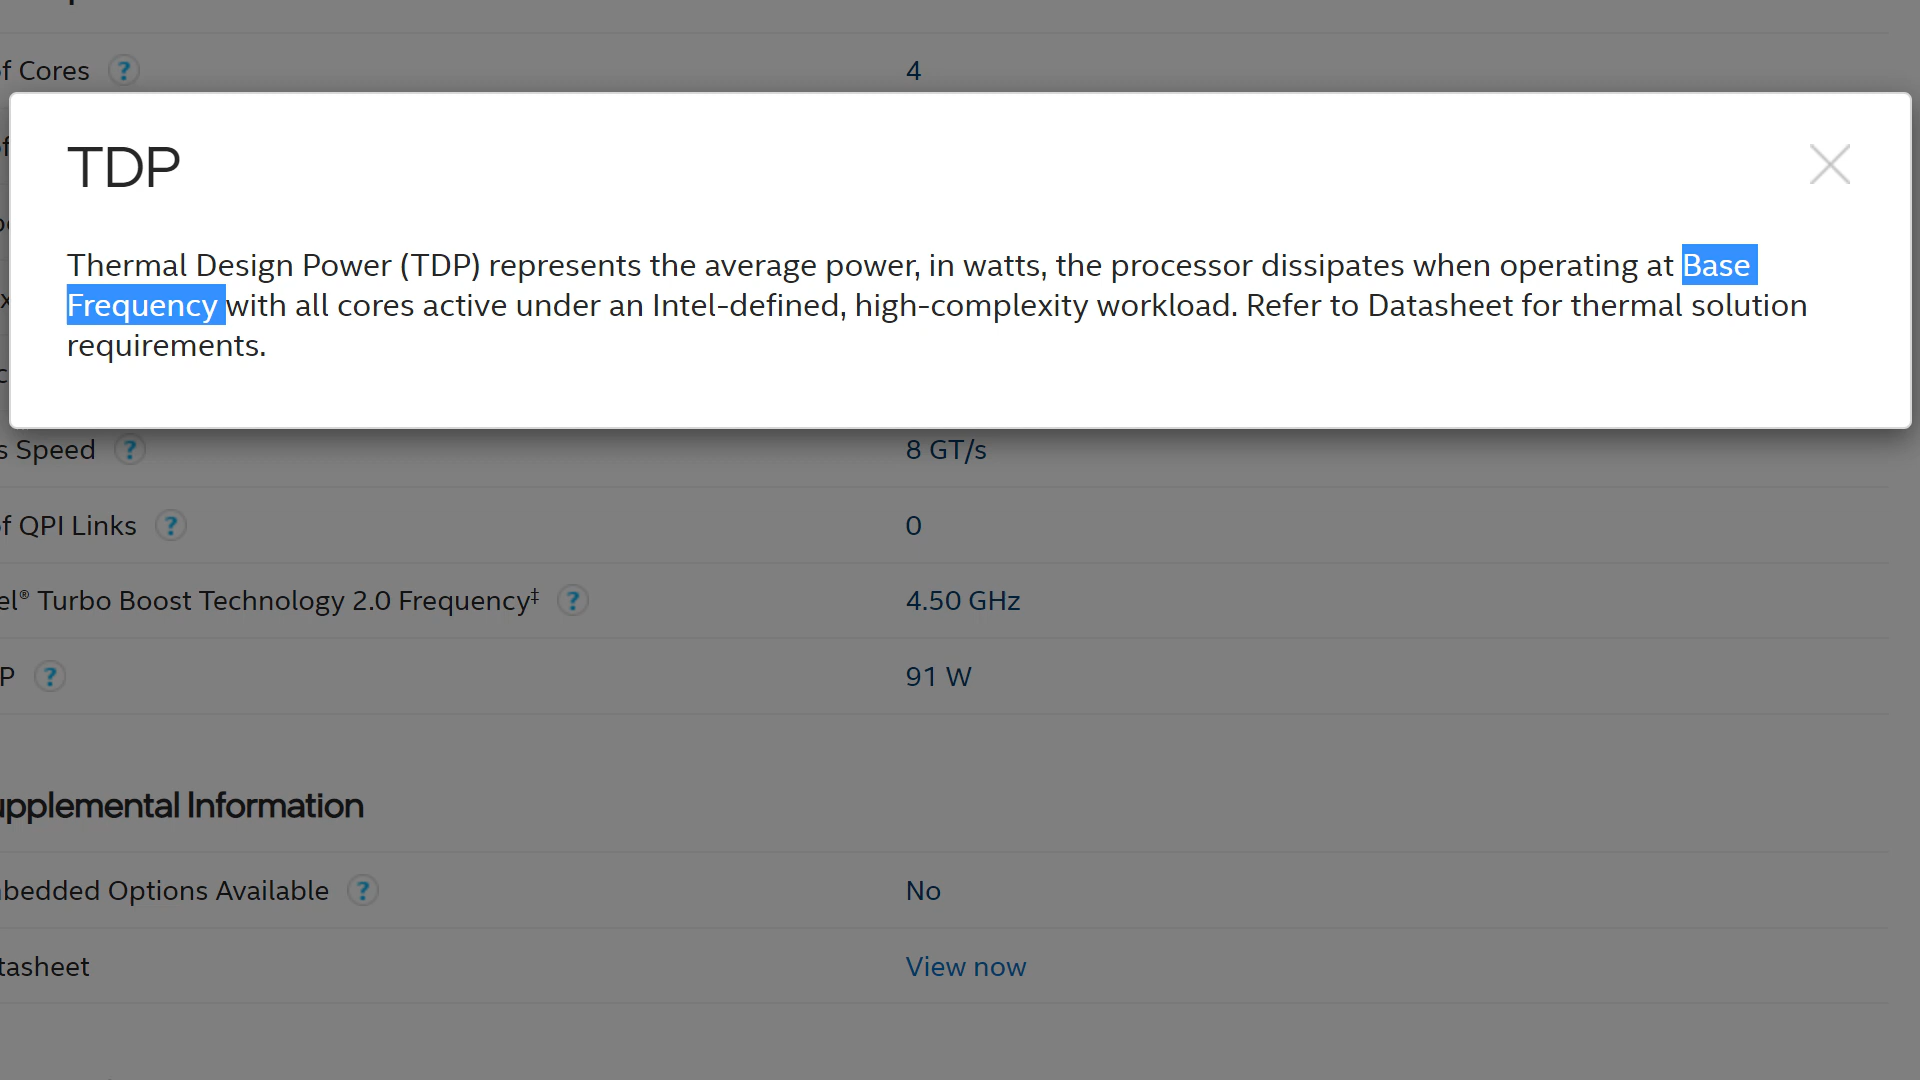 f Cores ? 4
TDP
Thermal Design Power (TDP) represents the average power, in watts, the processor dissipates when operating at Base
Frequency with all cores active under an Intel-defined, high-complexity workload. Refer to Datasheet for thermal solution
requirements.
s Speed ? 8 GT/s
of QPI Links ? 0
el® Turbo Boost Technology 2.0 Frequency‡ ? 4.50 GHz
P ? 91 W
upplemental Information
bedded Options Available ? No
tasheet View now